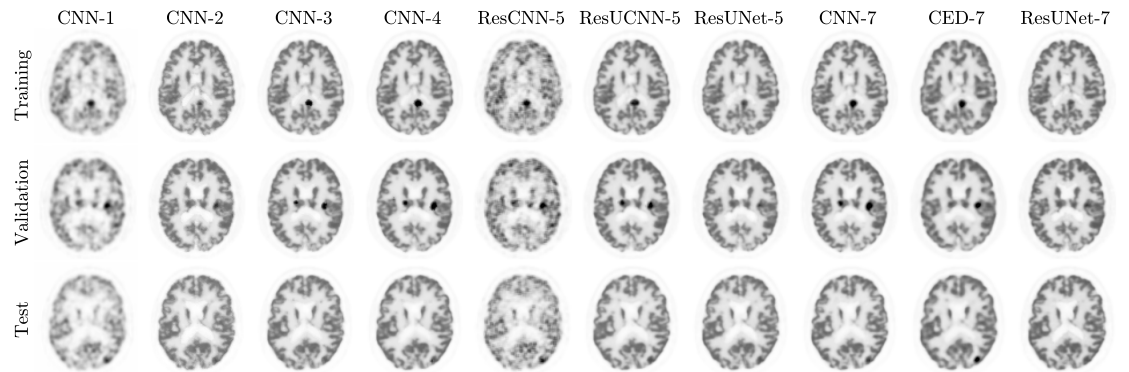 CNN-1 CNN-2 CNN-3 CNN-4 ResCNN-5 ResUCNN-5 ResUNet-5 CNN-7 CED-7 ResUNet-7
Training
Validation
Test